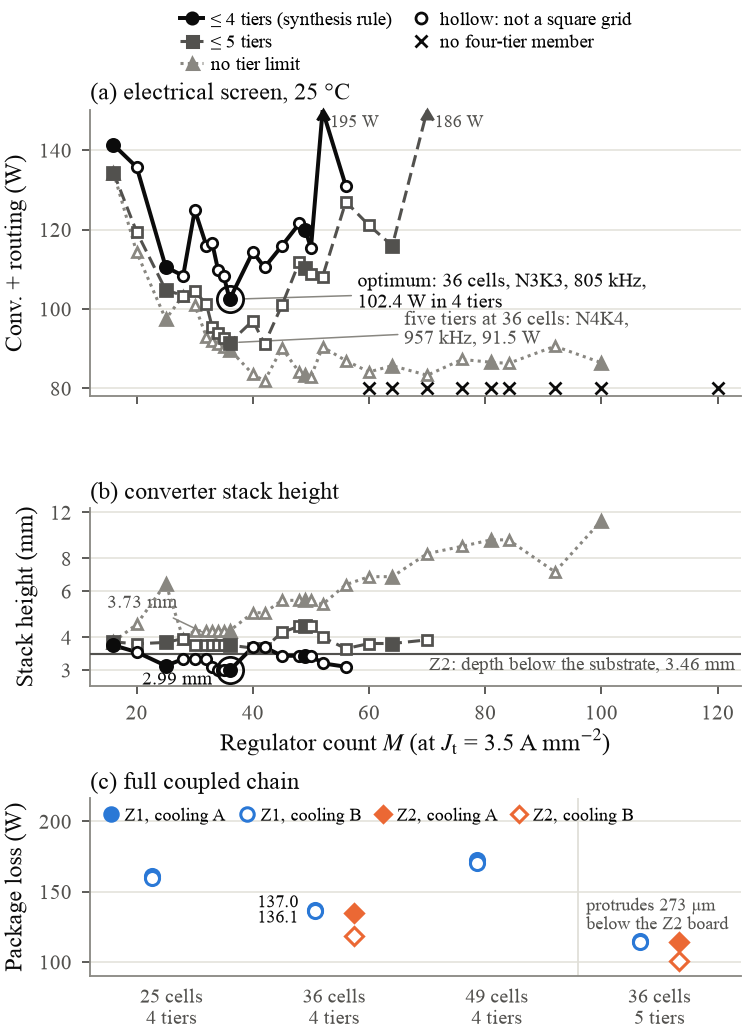 ≤ 4 tiers (synthesis rule)
≤ 5 tiers
no tier limit
hollow: not a square grid
no four-tier member
(a) electrical screen, 25 °C
195 W
186 W
Conv. + routing (W)
140
120
100
80
optimum: 36 cells, N3K3, 805 kHz,
102.4 W in 4 tiers
five tiers at 36 cells: N4K4,
957 kHz, 91.5 W
(b) converter stack height
Stack height (mm)
12
8
6
4
3
3.73 mm
2.99 mm
Z2: depth below the substrate, 3.46 mm
20
40
60
80
100
120
Regulator count M (at Jt = 3.5 A mm−2)
(c) full coupled chain
Package loss (W)
200
150
100
Z1, cooling A
Z1, cooling B
Z2, cooling A
Z2, cooling B
137.0
136.1
protrudes 273 μm
below the Z2 board
25 cells
4 tiers
36 cells
4 tiers
49 cells
4 tiers
36 cells
5 tiers